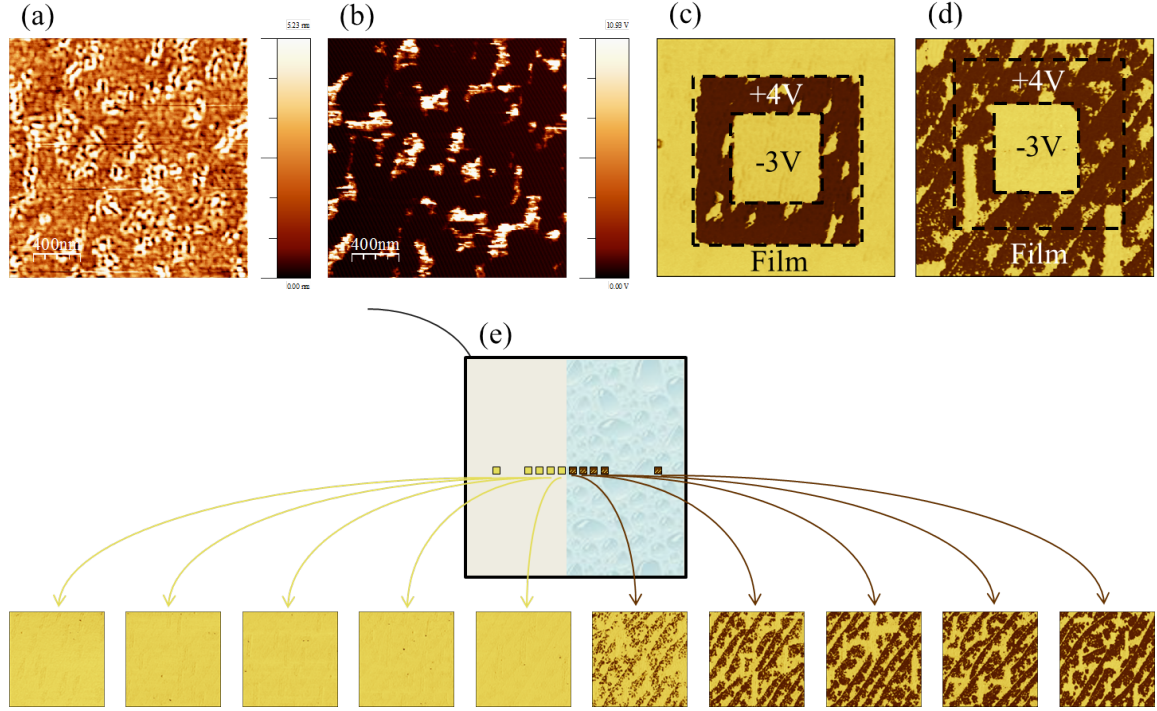 (a)
(b)
(c)
(d)
5.23 nm
10.93 V
400nm
400nm
0.00 nm
0.00 V
+4V
-3V
Film
+4V
-3V
Film
(e)